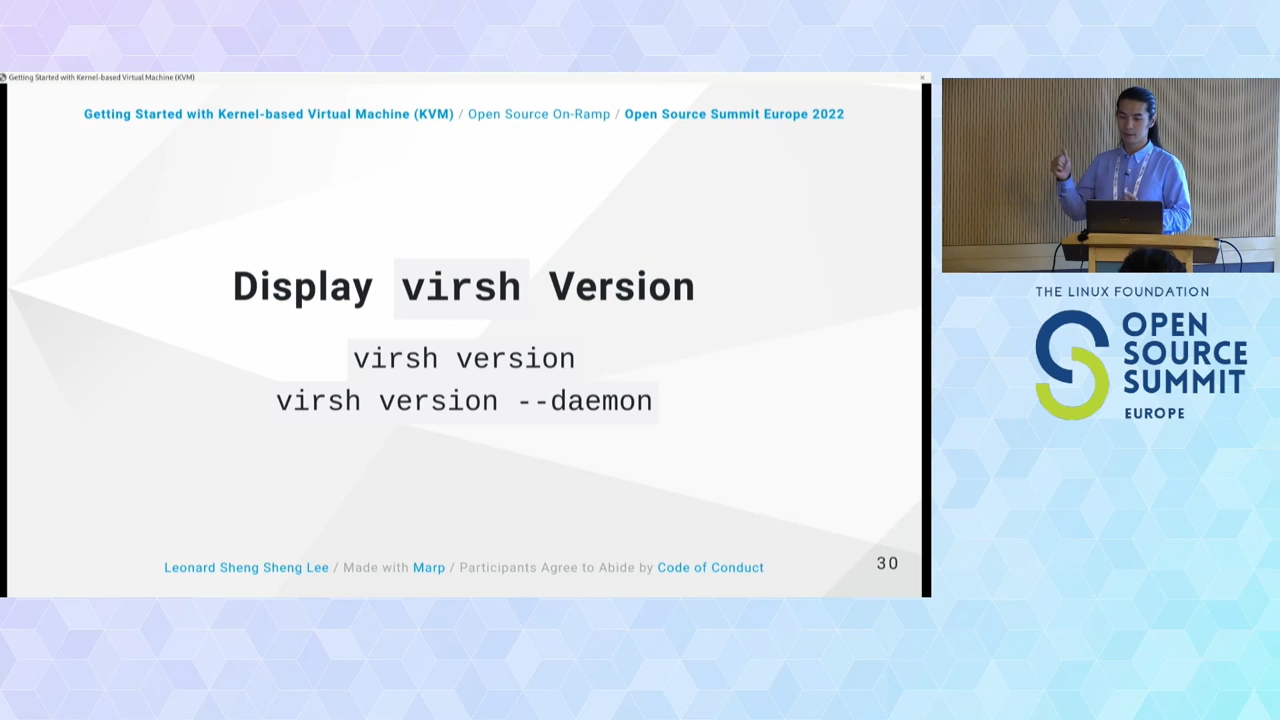 Getting Started with Kernel-based Virtual Machine (KVM)
Getting Started with Kernel-based Virtual Machine (KVM) / Open Source On-Ramp / Open Source Summit Europe 2022
Display virsh Version
virsh version
virsh version --daemon
Leonard Sheng Sheng Lee / Made with Marp / Participants Agree to Abide by Code of Conduct
30
THE LINUX FOUNDATION
OPEN
SOURCE
SUMMIT
EUROPE